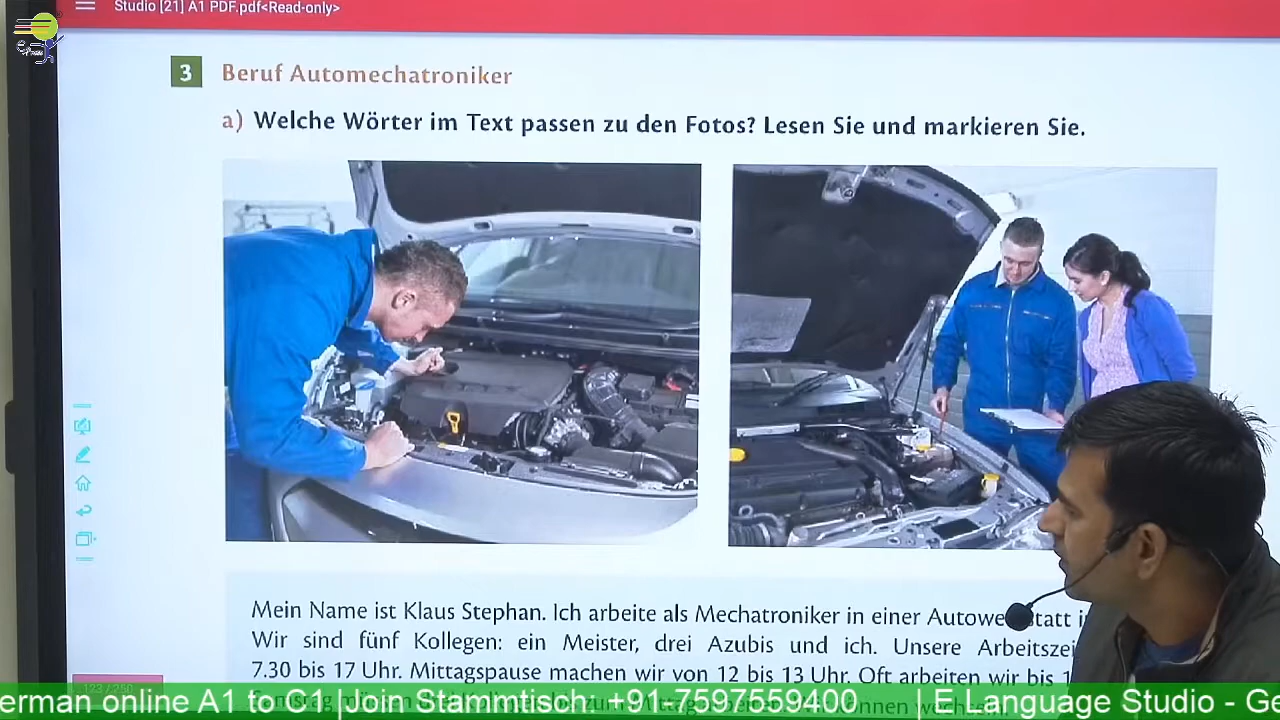 Studio [21] A1 PDF.pdf<Read-only>
3 Beruf Automechatroniker
a) Welche Wörter im Text passen zu den Fotos? Lesen Sie und markieren Sie.
Mein Name ist Klaus Stephan. Ich arbeite als Mechatroniker in einer
Wir sind fünf Kollegen: ein Meister, drei Azubis und ich. Unsere
7.30 bis 17 Uhr. Mittagspause machen wir von 12 bis 13 Uhr. Oft arbeiten wir bis
123 / 260
erman online A1 to C1 | Join Stammtisch: +91-7597559400 | E Language Studio - Ge